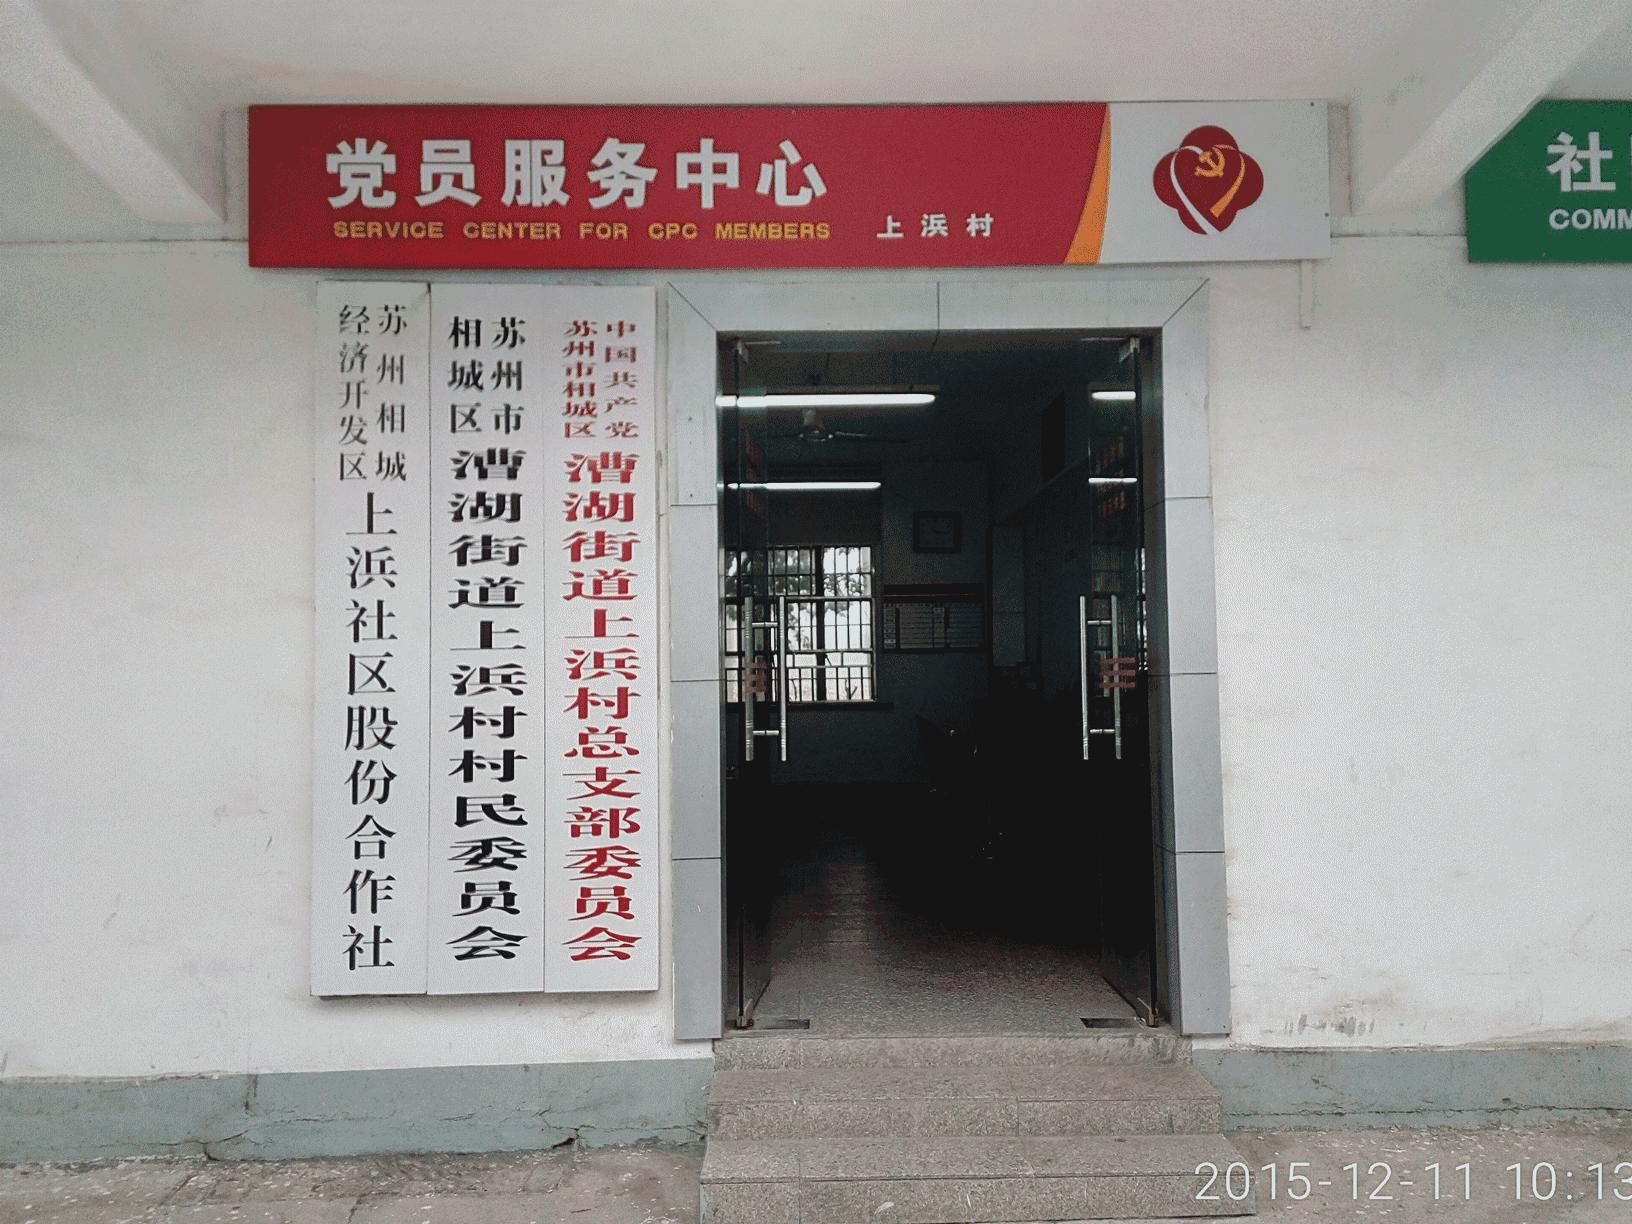 党员服务中心
SERVICE CENTER FOR CPC MEMBERS
上浜村
社
COMM
苏州相城
经济开发区
上浜社区股份合作社
苏州市
相城区
漕湖街道上浜村村民委员会
中国共产党
苏州市相城区
漕湖街道上浜村总支部委员会
2015-12-11 10:13